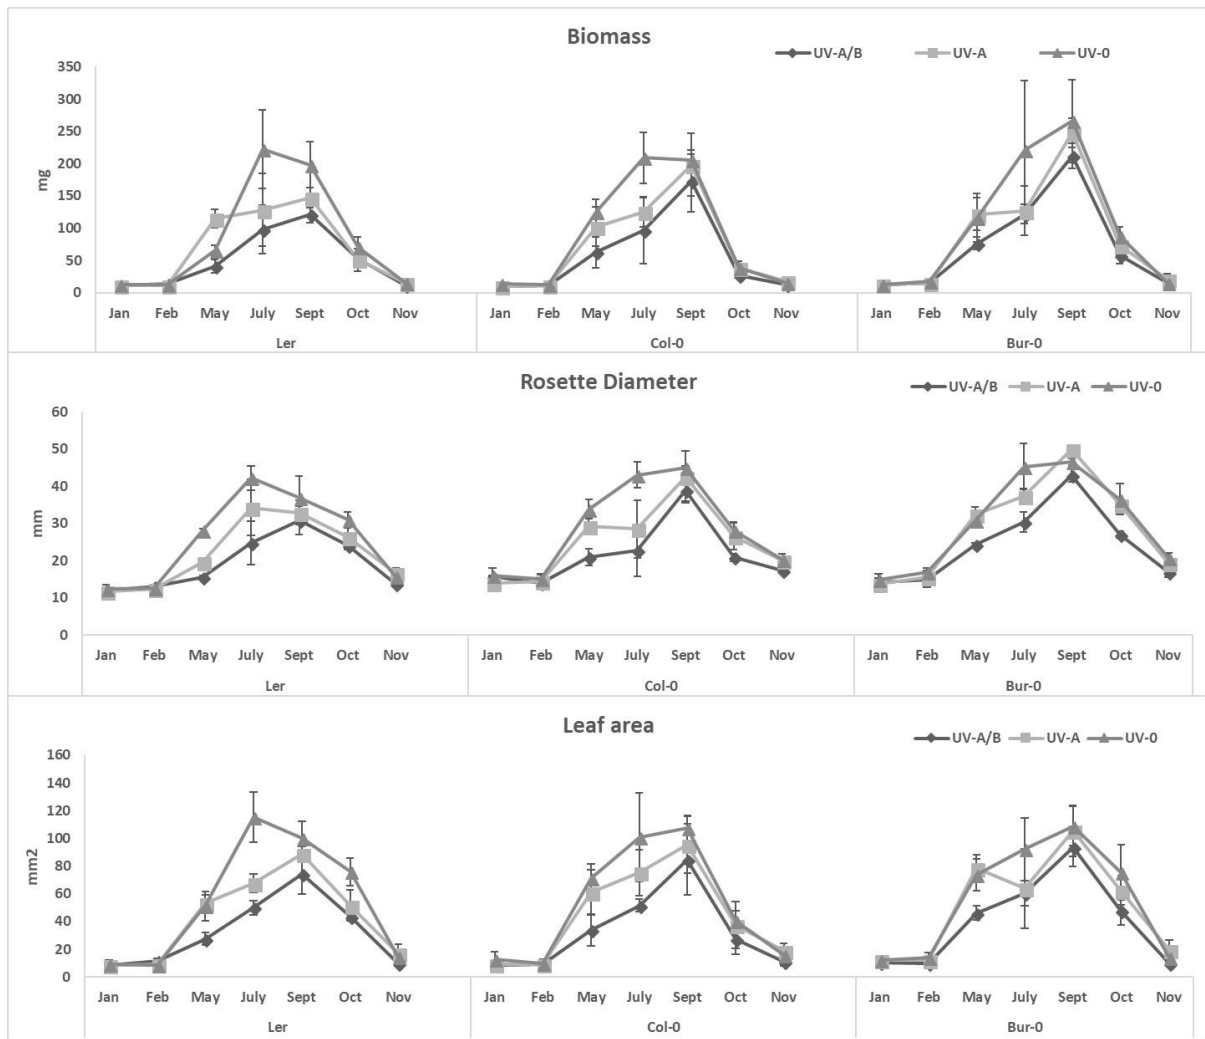 Biomass
UV-A/B UV-A UV-0
350
300
250
200
150
100
50
0
mg
Jan Feb May July Sept Oct Nov Jan Feb May July Sept Oct Nov Jan Feb May July Sept Oct Nov
Ler Col-0 Bur-0
Rosette Diameter
UV-A/B UV-A UV-0
60
50
40
30
20
10
0
mm
Jan Feb May July Sept Oct Nov Jan Feb May July Sept Oct Nov Jan Feb May July Sept Oct Nov
Ler Col-0 Bur-0
Leaf area
UV-A/B UV-A UV-0
160
140
120
100
80
60
40
20
0
mm2
Jan Feb May July Sept Oct Nov Jan Feb May July Sept Oct Nov Jan Feb May July Sept Oct Nov
Ler Col-0 Bur-0